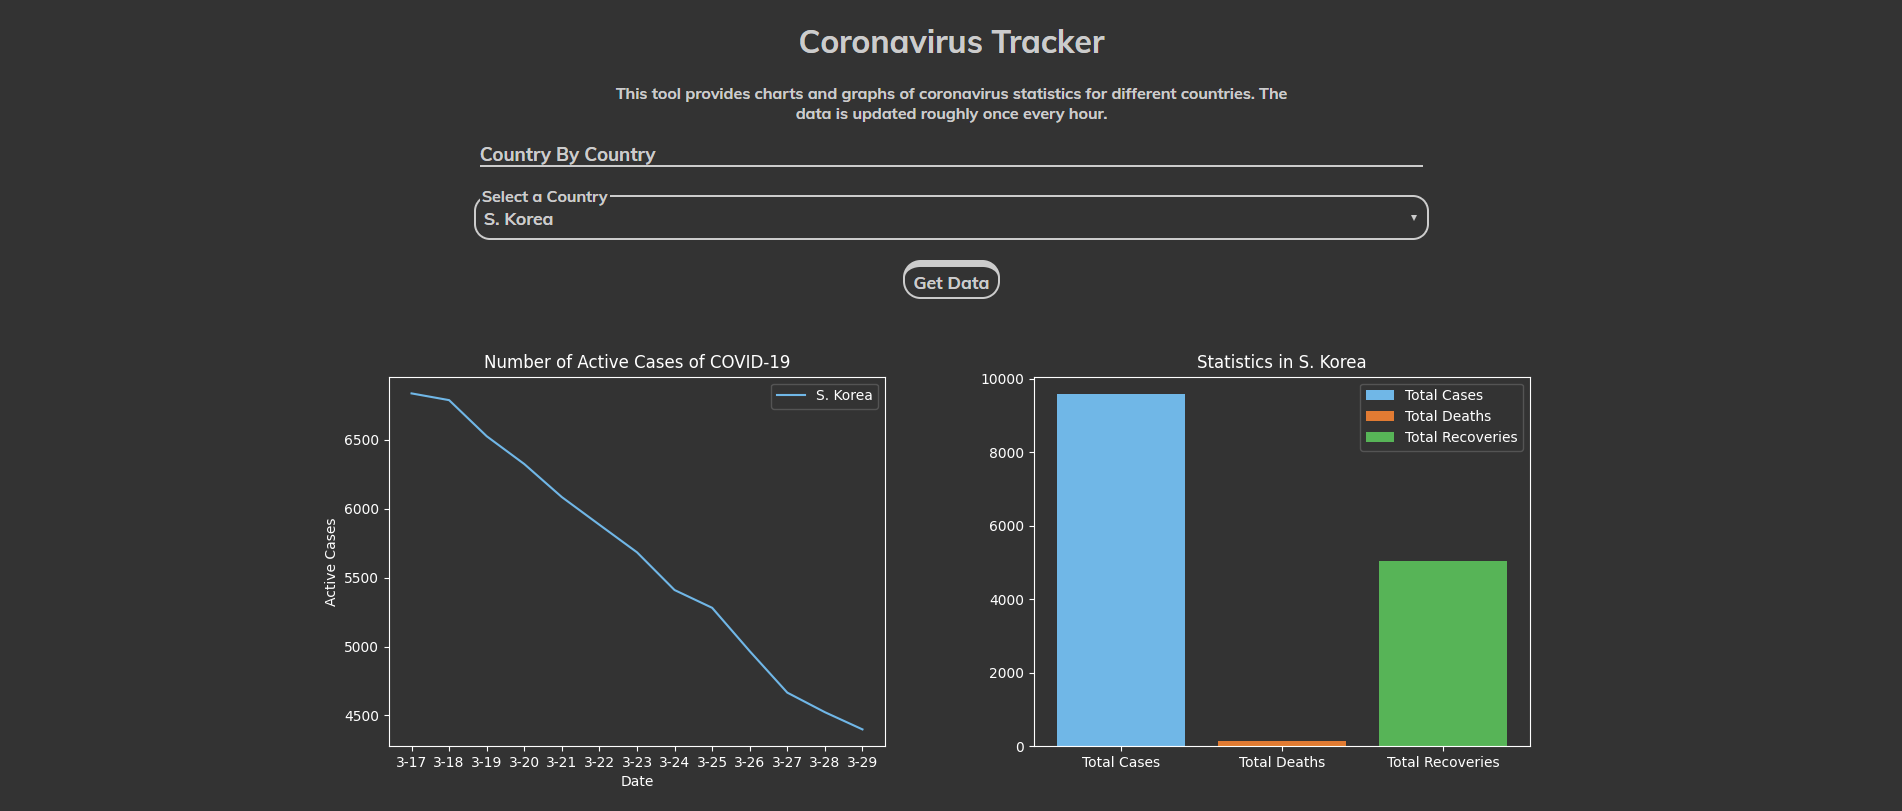 Coronavirus Tracker
This tool provides charts and graphs of coronavirus statistics for different countries. The
data is updated roughly once every hour.
Country By Country
Select a Country
S. Korea
▾
Get Data
Number of Active Cases of COVID-19
S. Korea
6500
6000
5500
5000
4500
Active Cases
3-17 3-18 3-19 3-20 3-21 3-22 3-23 3-24 3-25 3-26 3-27 3-28 3-29
Date
Statistics in S. Korea
Total Cases
Total Deaths
Total Recoveries
10000
8000
6000
4000
2000
0
Total Cases Total Deaths Total Recoveries